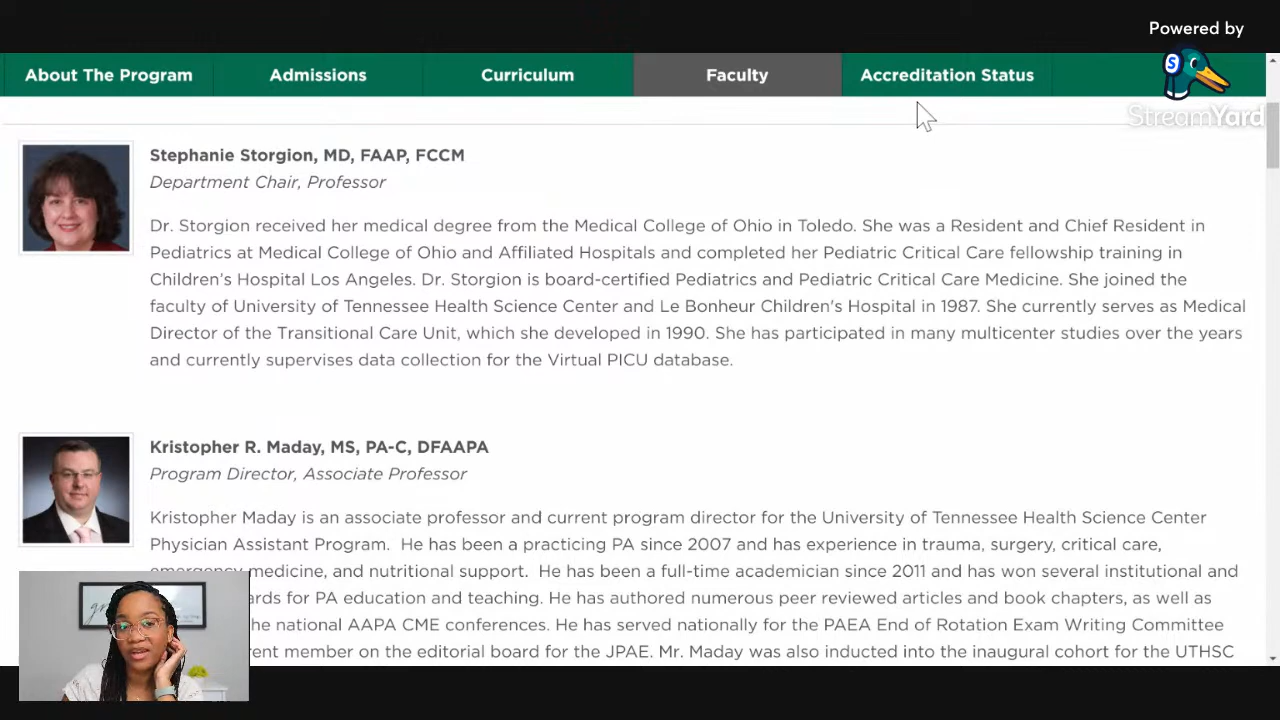 Powered by
About The Program Admissions Curriculum Faculty Accreditation Status
S
StreamYard
Stephanie Storgion, MD, FAAP, FCCM
Department Chair, Professor
Dr. Storgion received her medical degree from the Medical College of Ohio in Toledo. She was a Resident and Chief Resident in
Pediatrics at Medical College of Ohio and Affiliated Hospitals and completed her Pediatric Critical Care fellowship training in
Children's Hospital Los Angeles. Dr. Storgion is board-certified Pediatrics and Pediatric Critical Care Medicine. She joined the
faculty of University of Tennessee Health Science Center and Le Bonheur Children's Hospital in 1987. She currently serves as Medical
Director of the Transitional Care Unit, which she developed in 1990. She has participated in many multicenter studies over the years
and currently supervises data collection for the Virtual PICU database.
Kristopher R. Maday, MS, PA-C, DFAAPA
Program Director, Associate Professor
Kristopher Maday is an associate professor and current program director for the University of Tennessee Health Science Center
Physician Assistant Program. He has been a practicing PA since 2007 and has experience in trauma, surgery, critical care,
emergency medicine, and nutritional support. He has been a full-time academician since 2011 and has won several institutional and
ards for PA education and teaching. He has authored numerous peer reviewed articles and book chapters, as well as
he national AAPA CME conferences. He has served nationally for the PAEA End of Rotation Exam Writing Committee
rent member on the editorial board for the JPAE. Mr. Maday was also inducted into the inaugural cohort for the UTHSC